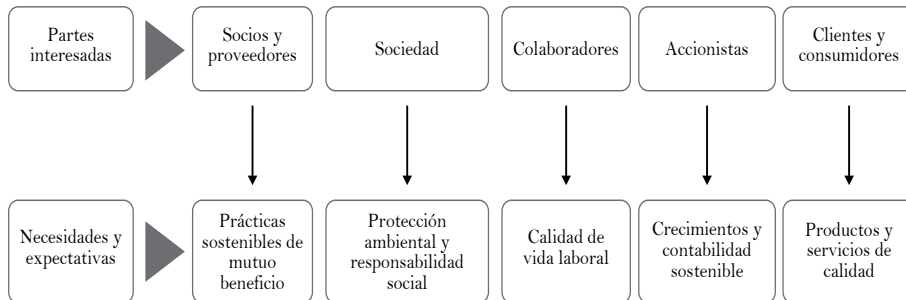 Partes
interesadas
Socios y
proveedores
Sociedad
Colaboradores
Accionistas
Clientes y
consumidores
Necesidades y
expectativas
Prácticas
sostenibles de
mutuo
beneficio
Protección
ambiental y
responsabilidad
social
Calidad de
vida laboral
Crecimientos y
contabilidad
sostenible
Productos y
servicios de
calidad